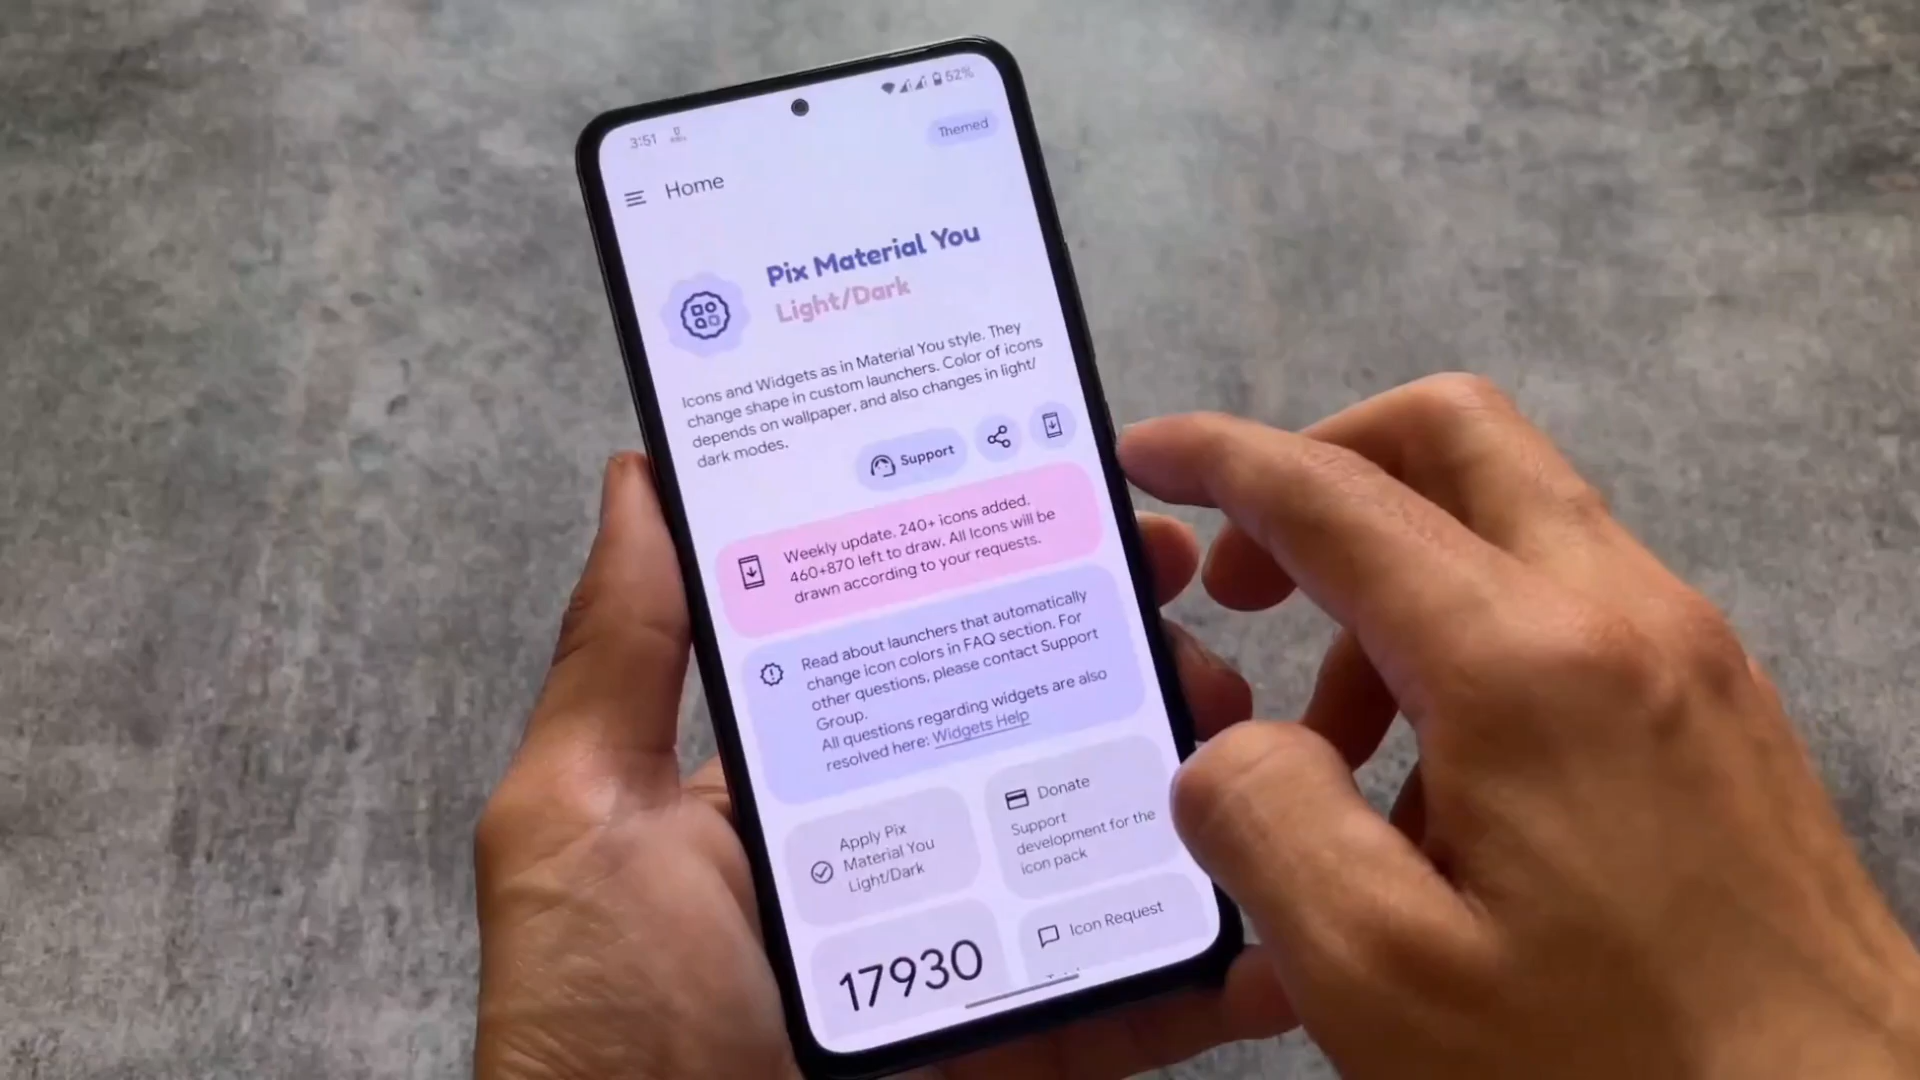 3:51
52%
Themed
Home
Pix Material You
Light/Dark
Icons and Widgets as in Material You style. They
change shape in custom launchers. Color of icons
depends on wallpaper, and also changes in light/
dark modes.
Support
Weekly update. 240+ icons added.
460+870 left to draw. All Icons will be
drawn according to your requests.
Read about launchers that automatically
change icon colors in FAQ section. For
other questions, please contact Support
Group.
All questions regarding widgets are also
resolved here: Widgets Help
Apply Pix
Material You
Light/Dark
Donate
Support
development for the
icon pack
17930
Icon Request